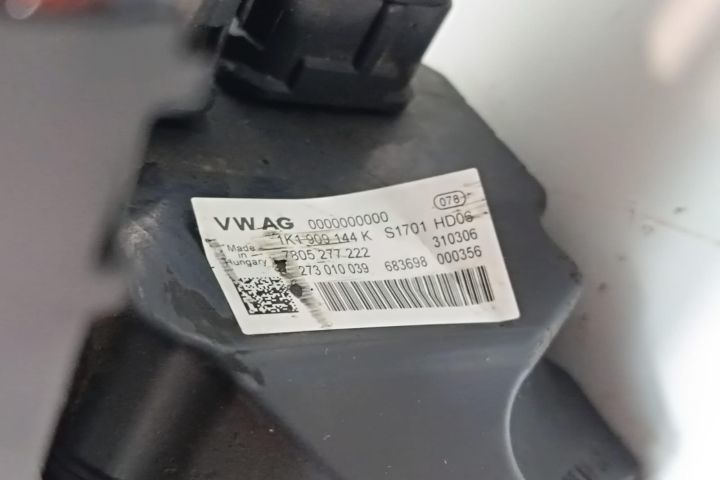 078
VW AG 0000000000
1K1 909 144 K S1701 HD06
Made in Hungary 7805 277 222 310306
273 010 039 683698 000356